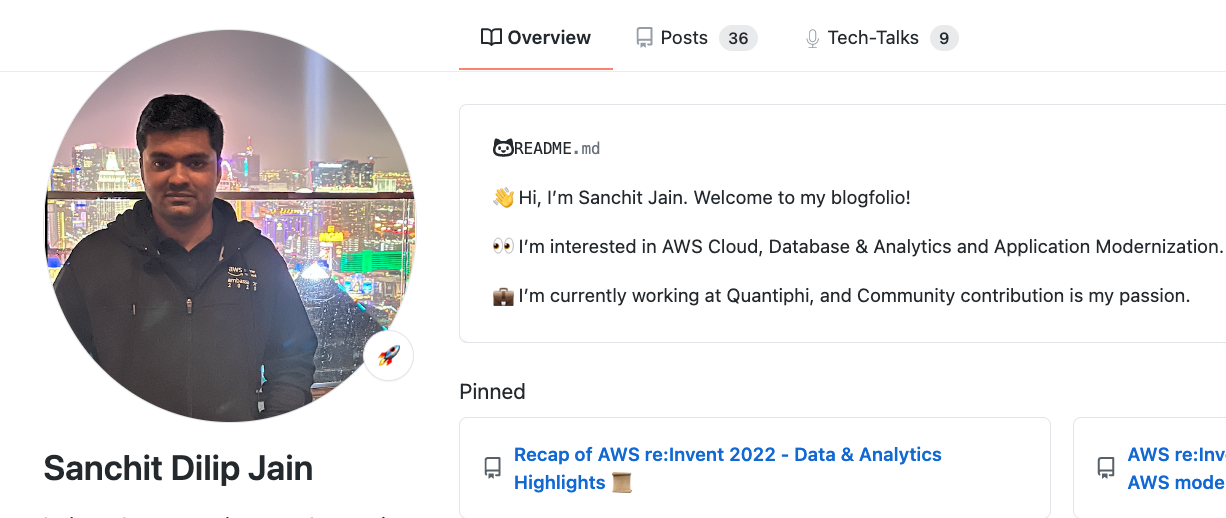 Overview
Posts 36
Tech-Talks 9
README.md
👋 Hi, I’m Sanchit Jain. Welcome to my blogfolio!
👀 I’m interested in AWS Cloud, Database & Analytics and Application Modernization.
💼 I’m currently working at Quantiphi, and Community contribution is my passion.
aws
Sanchit Dilip Jain
Pinned
Recap of AWS re:Invent 2022 - Data & Analytics
Highlights 📜
AWS re:Inv
AWS mode